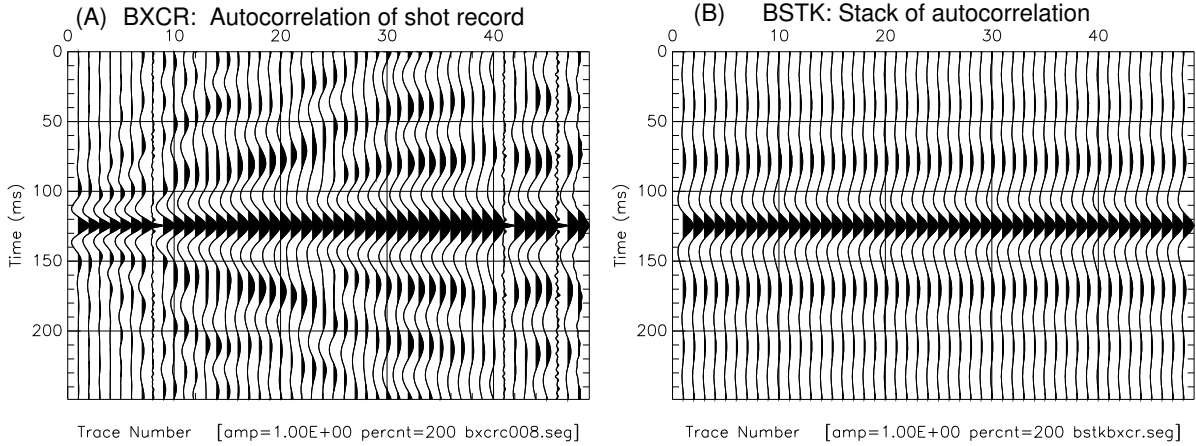 (A) BXCR: Autocorrelation of shot record
0 10 20 30 40
0
50
100
150
200
Time (ms)
Trace Number [amp=1.00E+00 percnt=200 bxcrc008.seg]
(B) BSTK: Stack of autocorrelation
0 10 20 30 40
0
50
100
150
200
Time (ms)
Trace Number [amp=1.00E+00 percnt=200 bstkbxcr.seg]